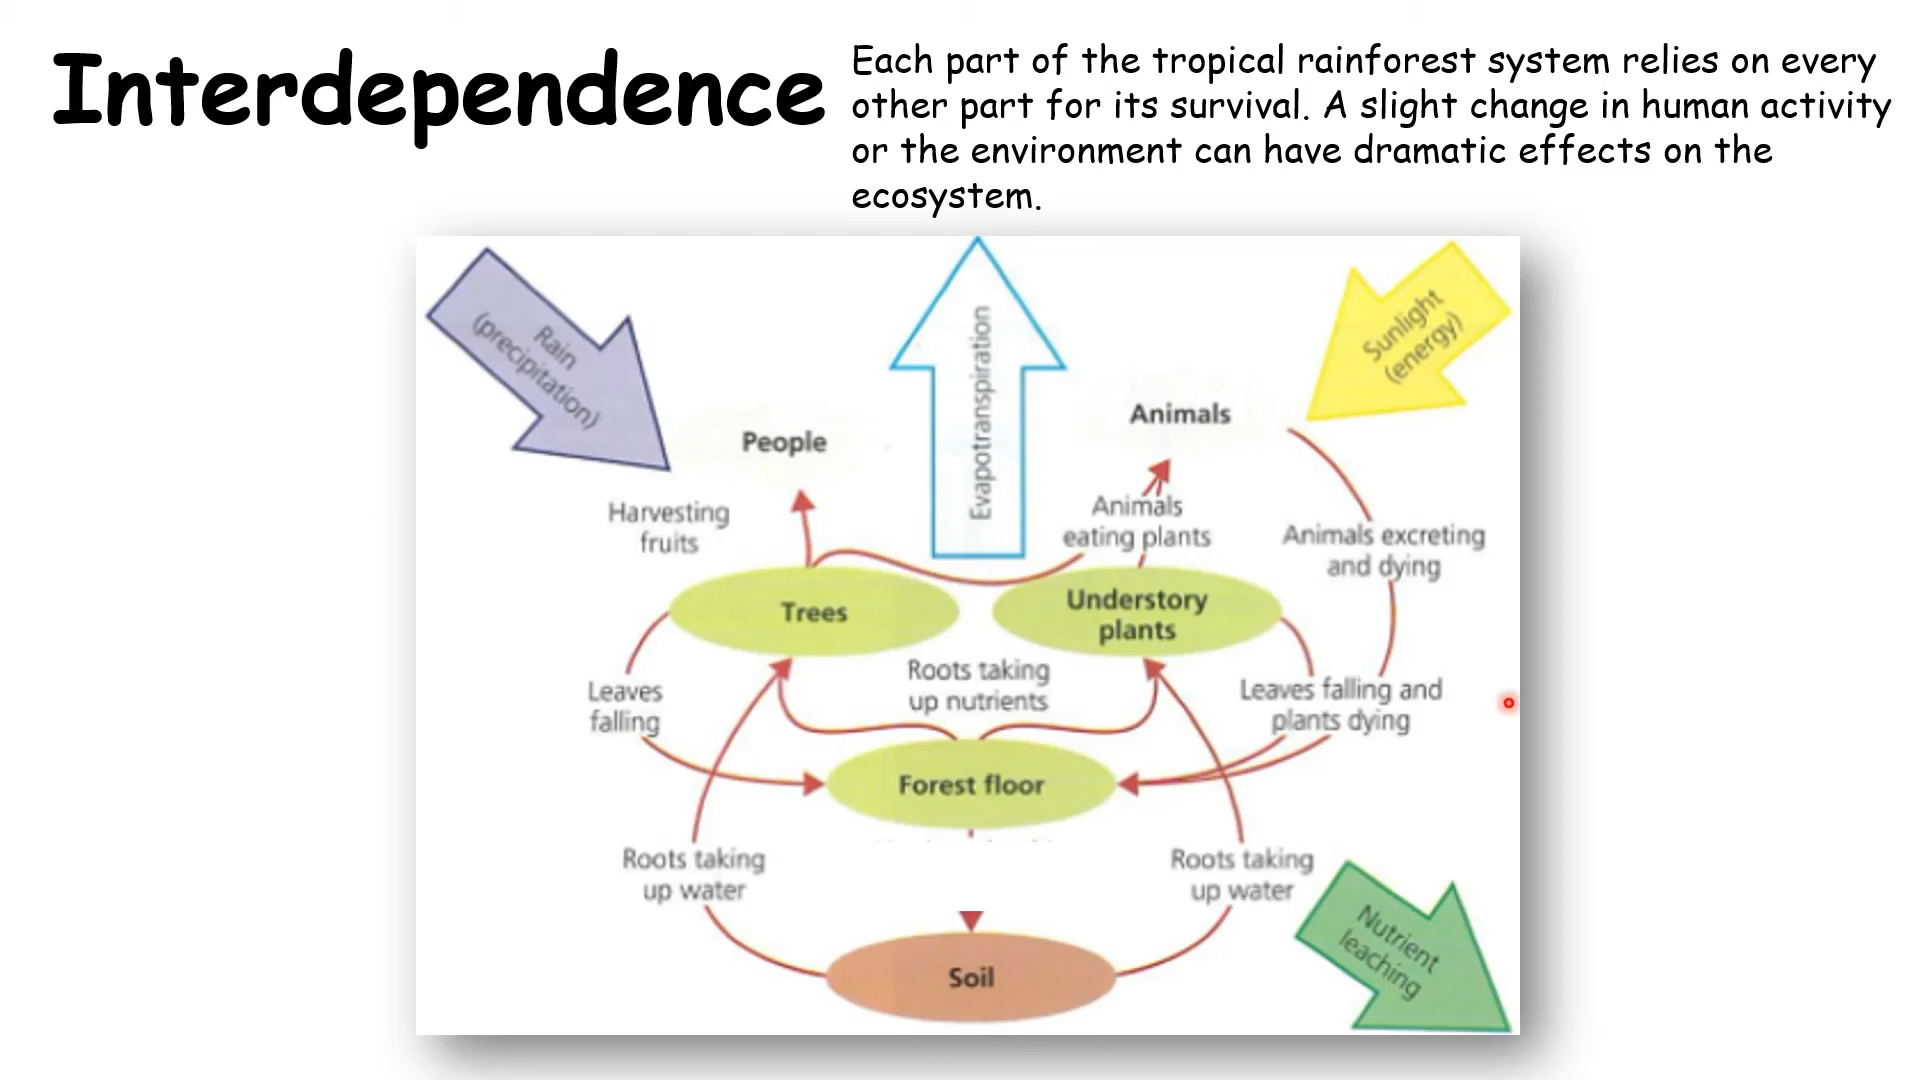 Interdependence
Each part of the tropical rainforest system relies on every
other part for its survival. A slight change in human activity
or the environment can have dramatic effects on the
ecosystem.
Rain
(precipitation)
Evapotranspiration
Sunlight
(energy)
People
Animals
Harvesting
fruits
Animals
eating plants
Animals excreting
and dying
Trees
Understory
plants
Leaves
falling
Roots taking
up nutrients
Leaves falling and
plants dying
Forest floor
Roots taking
up water
Roots taking
up water
Nutrient
leaching
Soil